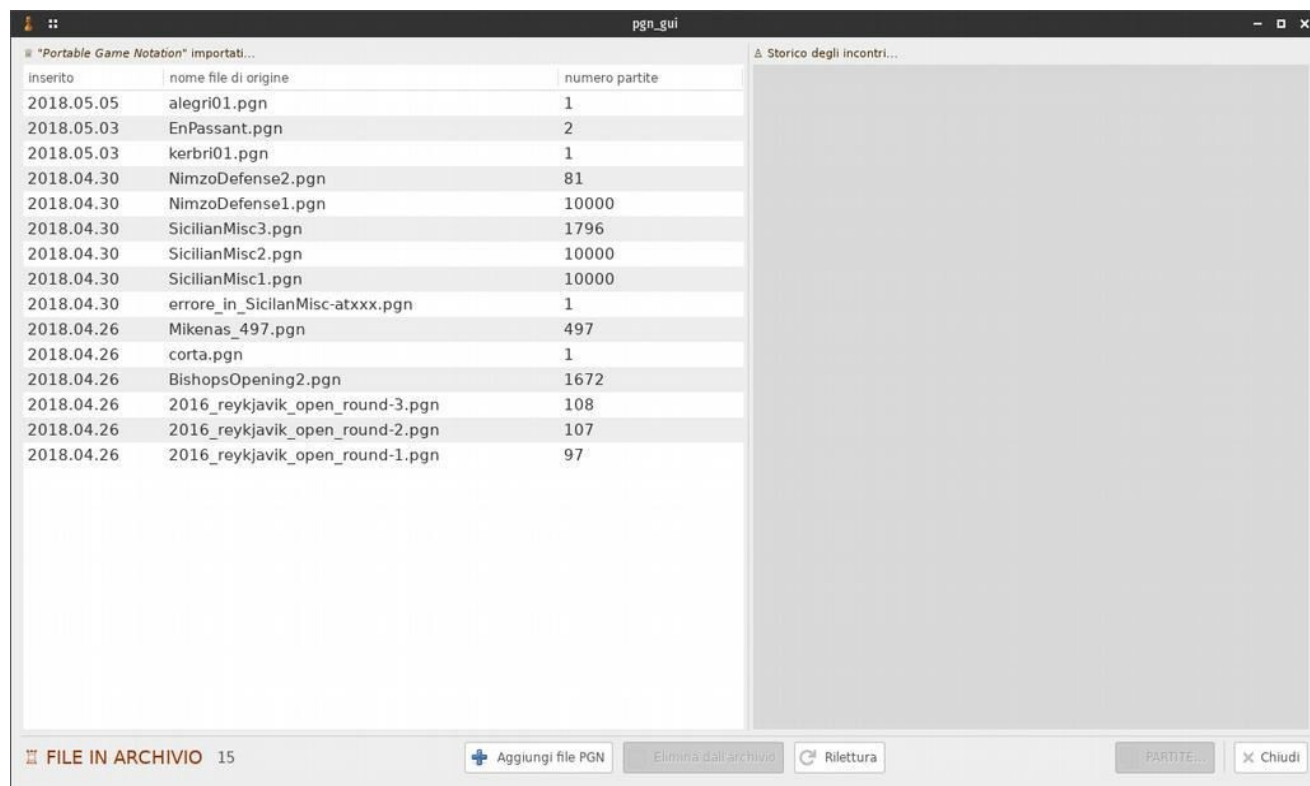 pgn_gui
"Portable Game Notation" importati...
inserito nome file di origine numero partite
2018.05.05 alegri01.pgn 1
2018.05.03 EnPassant.pgn 2
2018.05.03 kerbri01.pgn 1
2018.04.30 NimzoDefense2.pgn 81
2018.04.30 NimzoDefense1.pgn 10000
2018.04.30 SicilianMisc3.pgn 1796
2018.04.30 SicilianMisc2.pgn 10000
2018.04.30 SicilianMisc1.pgn 10000
2018.04.30 errore_in_SicilanMisc-atxxx.pgn 1
2018.04.26 Mikenas_497.pgn 497
2018.04.26 corta.pgn 1
2018.04.26 BishopsOpening2.pgn 1672
2018.04.26 2016_reykjavik_open_round-3.pgn 108
2018.04.26 2016_reykjavik_open_round-2.pgn 107
2018.04.26 2016_reykjavik_open_round-1.pgn 97
Storico degli incontri...
FILE IN ARCHIVIO 15 Aggiungi file PGN Elimina dall'archivio Rilettura PARTITE... Chiudi